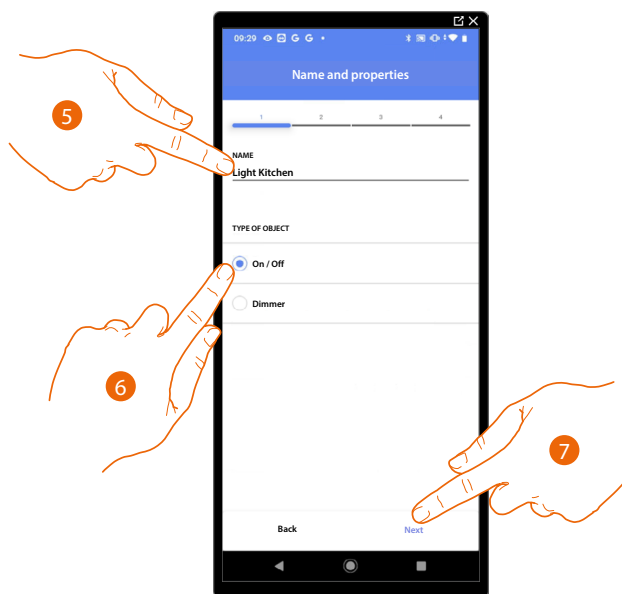 09:29 G G
Name and properties
1 2 3 4
NAME
Light Kitchen
TYPE OF OBJECT
On / Off
Dimmer
Back Next
5
6
7